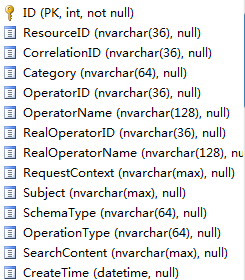 ID (PK, int, not null)
ResourceID (nvarchar(36), null)
CorrelationID (nvarchar(36), null)
Category (nvarchar(64), null)
OperatorID (nvarchar(36), null)
OperatorName (nvarchar(128), null)
RealOperatorID (nvarchar(36), null)
RealOperatorName (nvarchar(128), nu
RequestContext (nvarchar(max), null)
Subject (nvarchar(max), null)
SchemaType (nvarchar(64), null)
OperationType (nvarchar(64), null)
SearchContent (nvarchar(max), null)
CreateTime (datetime, null)